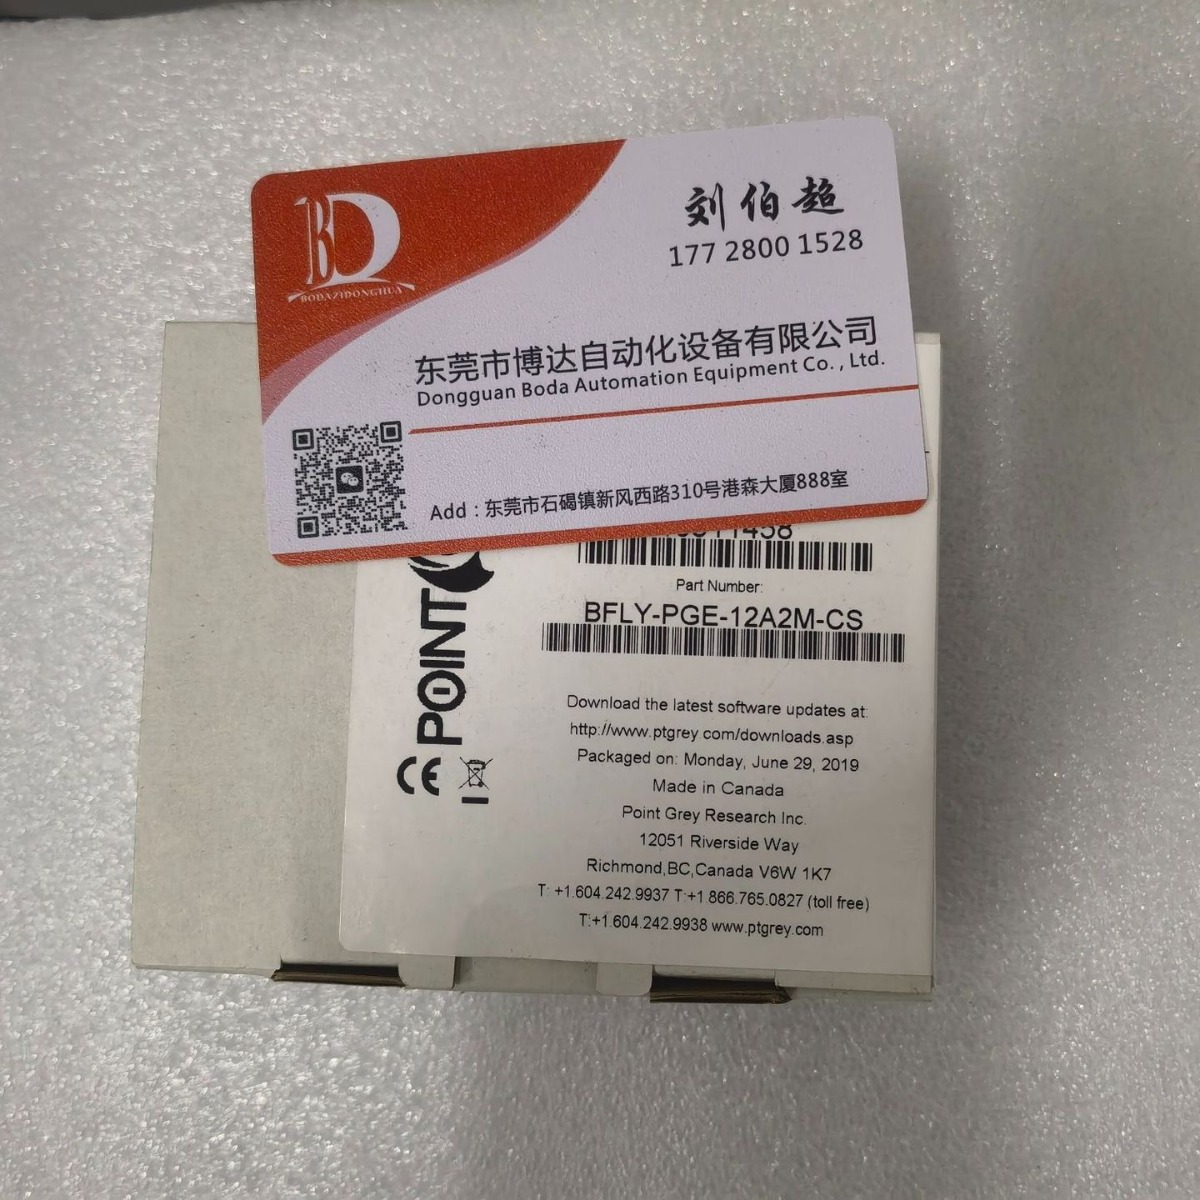 BODAZIDONGHUA
刘伯超
177 2800 1528
东莞市博达自动化设备有限公司
Dongguan Boda Automation Equipment Co., Ltd.
Add : 东莞市石碣镇新风西路310号港森大厦888室
11458
Part Number:
BFLY-PGE-12A2M-CS
POINT
CE
Download the latest software updates at:
http://www.ptgrey.com/downloads.asp
Packaged on: Monday, June 29, 2019
Made in Canada
Point Grey Research Inc.
12051 Riverside Way
Richmond,BC,Canada V6W 1K7
T: +1.604.242.9937 T:+1 866.765.0827 (toll free)
T:+1.604.242.9938 www.ptgrey.com